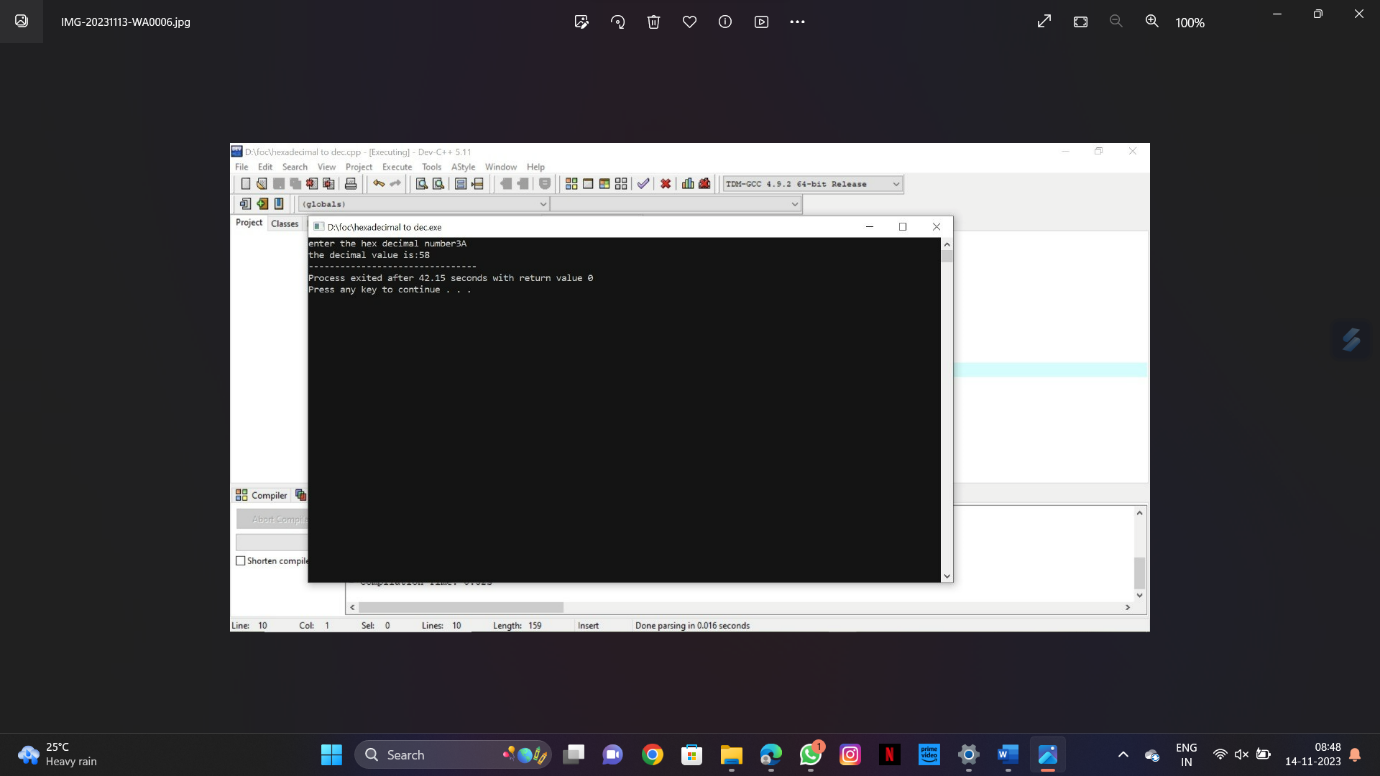 IMG-20231113-WA0006.jpg
100%
D:\foc\hexadecimal to dec.cpp - [Executing] - Dev-C++ 5.11
File Edit Search View Project Execute Tools AStyle Window Help
TDM-GCC 4.9.2 64-bit Release
(globals)
Project Classes
D:\foc\hexadecimal to dec.exe
enter the hex decimal number3A
the decimal value is:58
--------------------------------
Process exited after 42.15 seconds with return value 0
Press any key to continue . . .
Compiler
Shorten compile
Line: 10 Col: 1 Sel: 0 Lines: 10 Length: 159 Insert Done parsing in 0.016 seconds
25°C
Heavy rain
Search
prime video
1
ENG
IN
08:48
14-11-2023